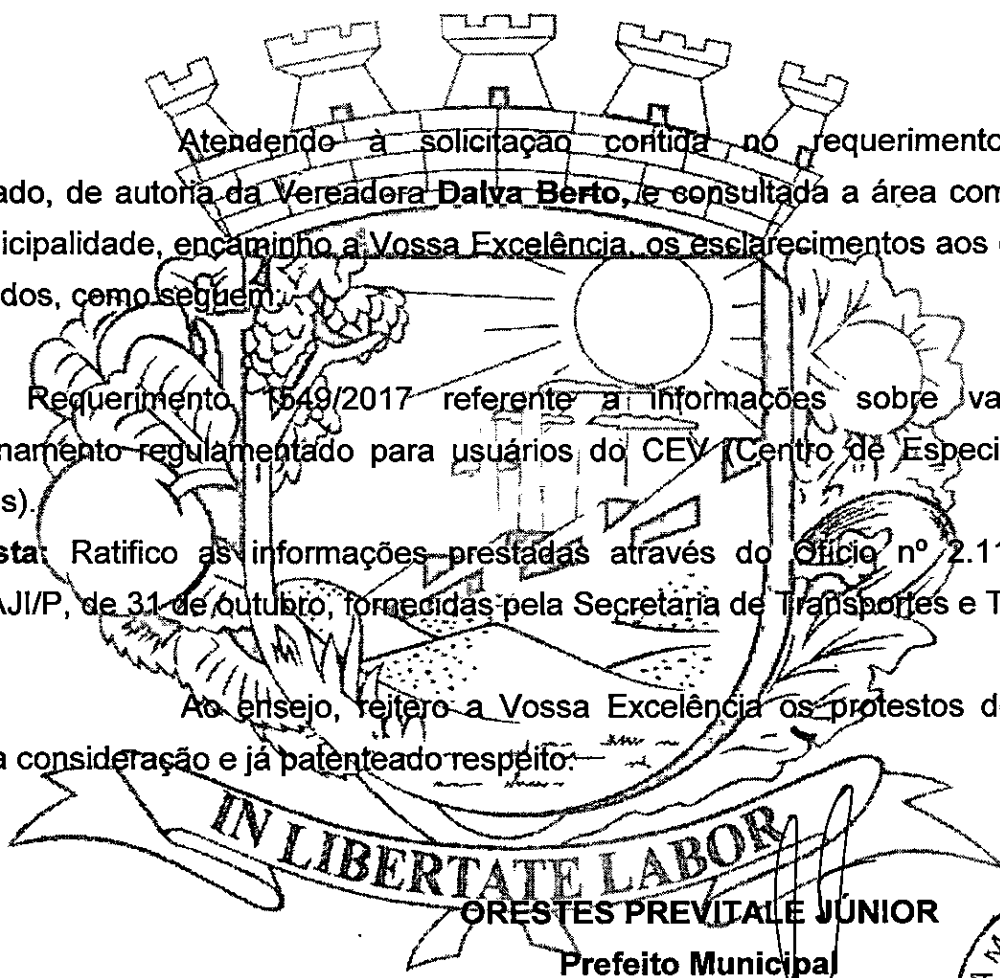 Atendendo à solicitação contida no requerimento
ado, de autoria da Vereadora Dalva Berto, e consultada a área com
icipalidade, encaminho a Vossa Excelência, os esclarecimentos aos
dos, como seguem:
Requerimento 1549/2017 referente a informações sobre va
namento regulamentado para usuários do CEV (Centro de Especi
s).
sta: Ratifico as informações prestadas através do Ofício nº 2.11
AJI/P, de 31 de outubro, fornecidas pela Secretaria de Transportes e T
Ao ensejo, reitero a Vossa Excelência os protestos d
a consideração e já patenteado respeito.
IN LIBERTATE LABOR
ORESTES PREVITALE JÚNIOR
Prefeito Municipal